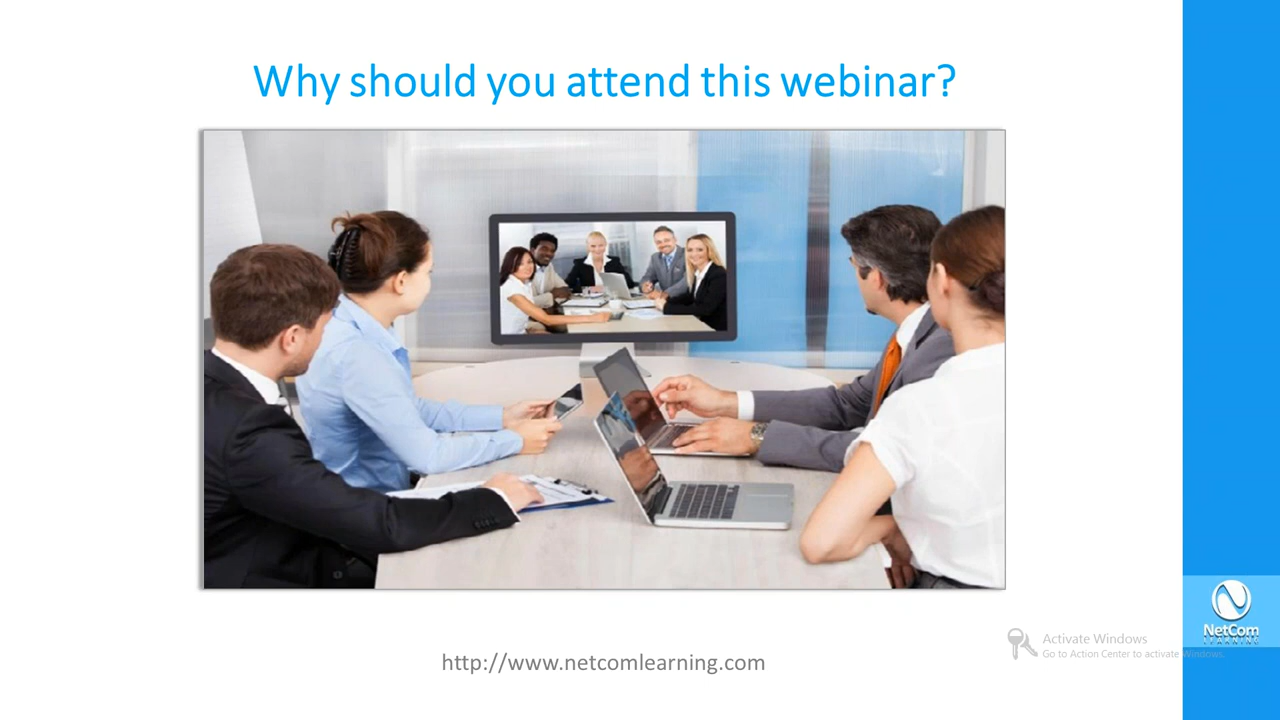 Why should you attend this webinar?
NetCom
LEARNING
Activate Windows
Go to Action Center to activate Windows.
http://www.netcomlearning.com